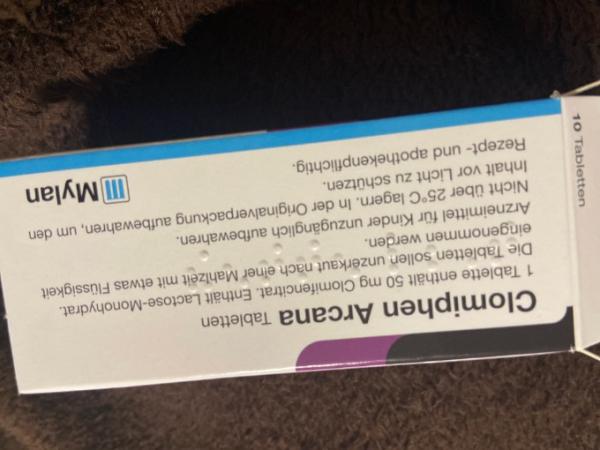 Clomiphen Arcana Tabletten
1 Tablette enthält 50 mg Clomifencitrat. Enthält Lactose-Monohydrat.
Die Tabletten sollen unzerkaut nach einer Mahlzeit mit etwas Flüssigkeit
eingenommen werden.
Arzneimittel für Kinder unzugänglich aufbewahren.
Nicht über 25°C lagern. In der Originalverpackung aufbewahren, um den
Inhalt vor Licht zu schützen.
Rezept- und apothekenpflichtig.
Mylan
10 Tabletten